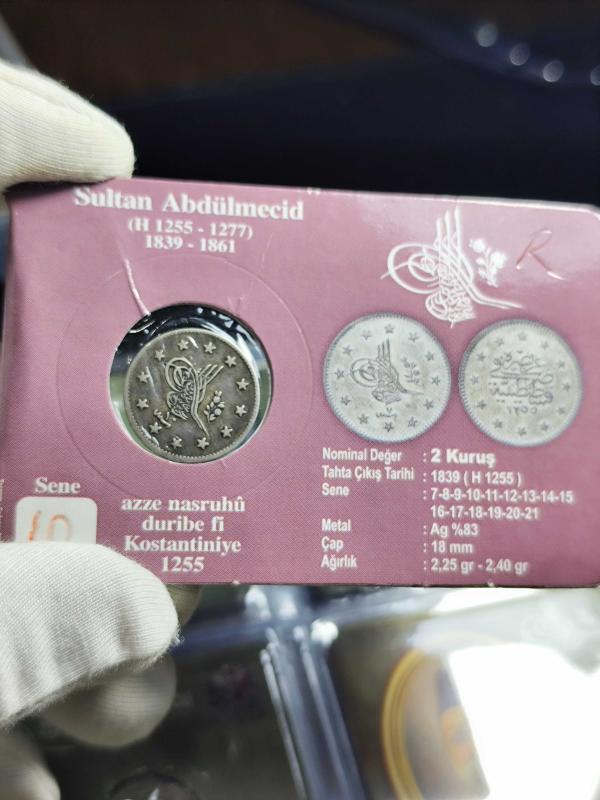 Sultan Abdülmecid
(H 1255 - 1277)
1839 - 1861
R
Nominal Değer : 2 Kuruş
Tahta Çıkış Tarihi : 1839 ( H 1255 )
Sene : 7-8-9-10-11-12-13-14-15
16-17-18-19-20-21
Metal : Ag %83
Çap : 18 mm
Ağırlık : 2,25 gr - 2,40 gr
Sene
10
azze nasruhû
duribe fi
Kostantiniye
1255
١٢٥٥